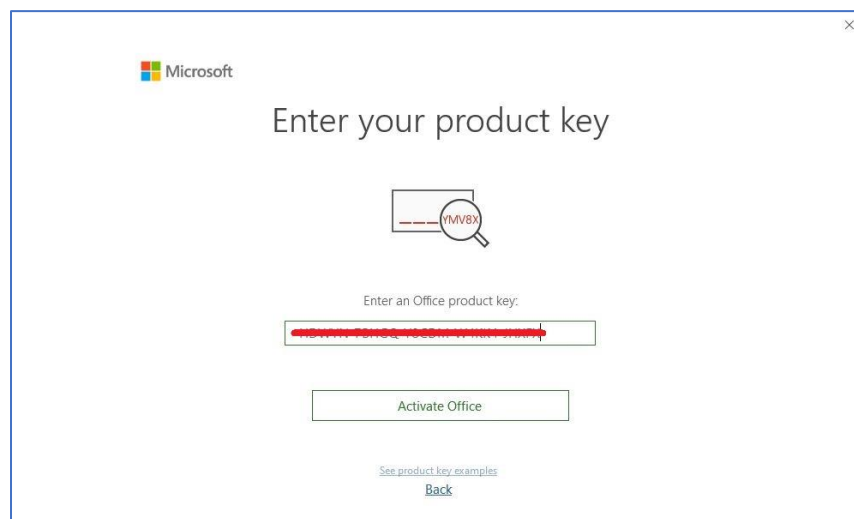 Microsoft
Enter your product key
YMV8X
Enter an Office product key:
Activate Office
See product key examples
Back